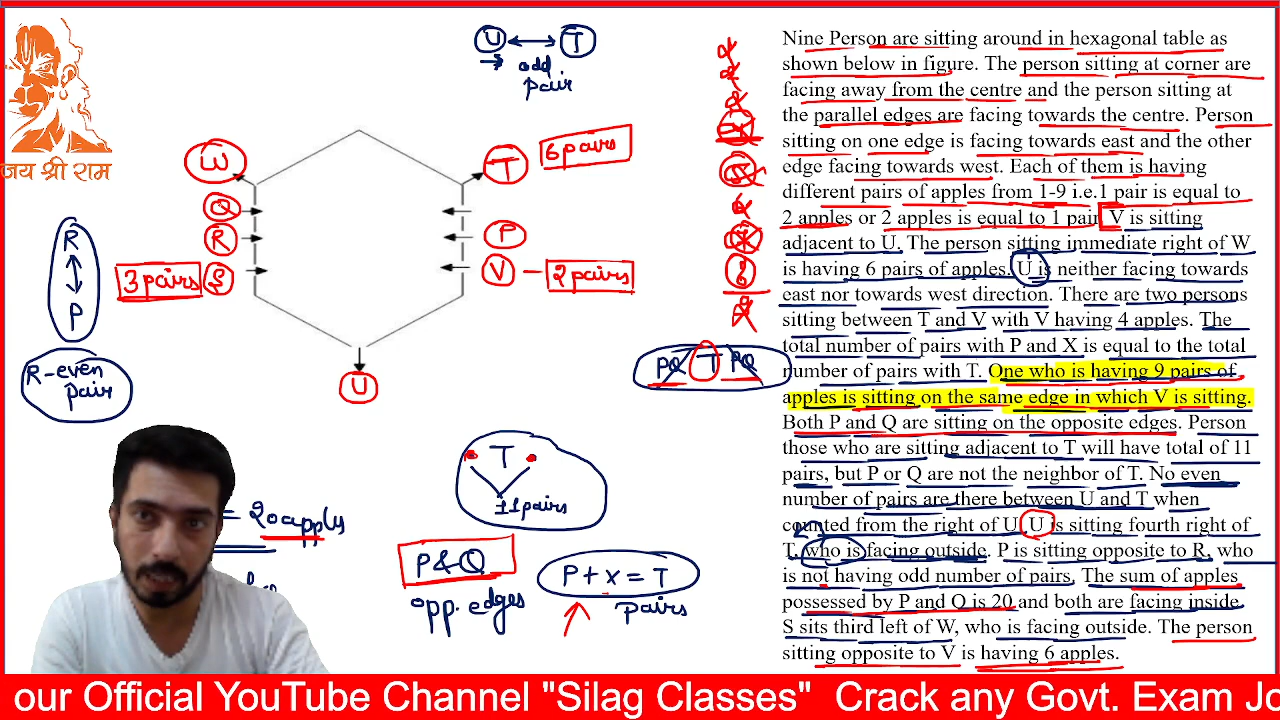 जय श्री राम
U ↔ T
odd
pair
W
T
6 pairs
Q
R
P
3 pairs
S
V
2 pairs
U
R
P
R-even
pair
PQ T PQ
T
11 pairs
= 20 apples
P & Q
opp. edges
P + x = T
pairs
Nine Person are sitting around in hexagonal table as
shown below in figure. The person sitting at corner are
facing away from the centre and the person sitting at
the parallel edges are facing towards the centre. Person
sitting on one edge is facing towards east and the other
edge facing towards west. Each of them is having
different pairs of apples from 1-9 i.e.1 pair is equal to
2 apples or 2 apples is equal to 1 pair. V is sitting
adjacent to U. The person sitting immediate right of W
is having 6 pairs of apples. U is neither facing towards
east nor towards west direction. There are two persons
sitting between T and V with V having 4 apples. The
total number of pairs with P and X is equal to the total
number of pairs with T. One who is having 9 pairs of
apples is sitting on the same edge in which V is sitting.
Both P and Q are sitting on the opposite edges. Person
those who are sitting adjacent to T will have total of 11
pairs, but P or Q are not the neighbor of T. No even
number of pairs are there between U and T when
counted from the right of U. U is sitting fourth right of
T, who is facing outside. P is sitting opposite to R, who
is not having odd number of pairs. The sum of apples
possessed by P and Q is 20 and both are facing inside.
S sits third left of W, who is facing outside. The person
sitting opposite to V is having 6 apples.
our Official YouTube Channel "Silag Classes" Crack any Govt. Exam Jo